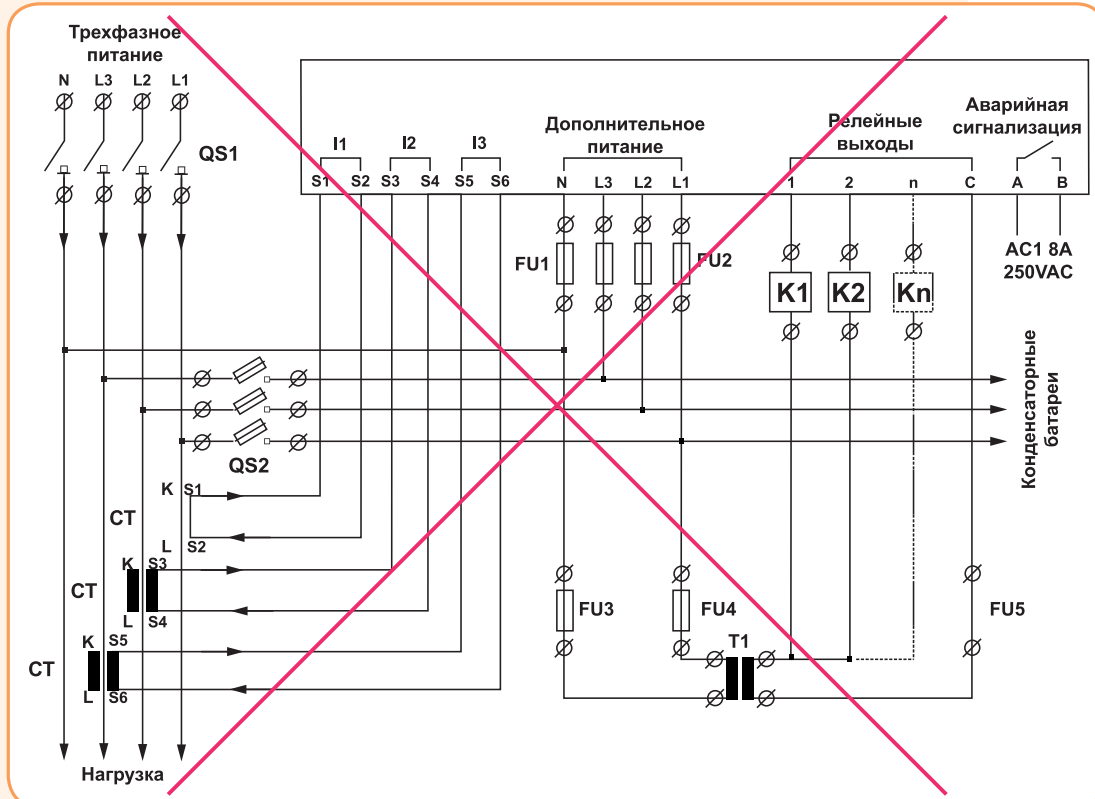 Трехфазное
питание
N L3 L2 L1
QS1
I1 I2 I3
S1 S2 S3 S4 S5 S6
Дополнительное
питание
N L3 L2 L1
Релейные
выходы
1 2 n C
Аварийная
сигнализация
A B
AC1 8A
250VAC
FU1 FU2
K1 K2 Kn
QS2
Конденсаторные
батареи
K S1
CT
L S2
K S3
CT
L S4
K S5
CT
L S6
FU3 FU4 FU5
T1
Нагрузка